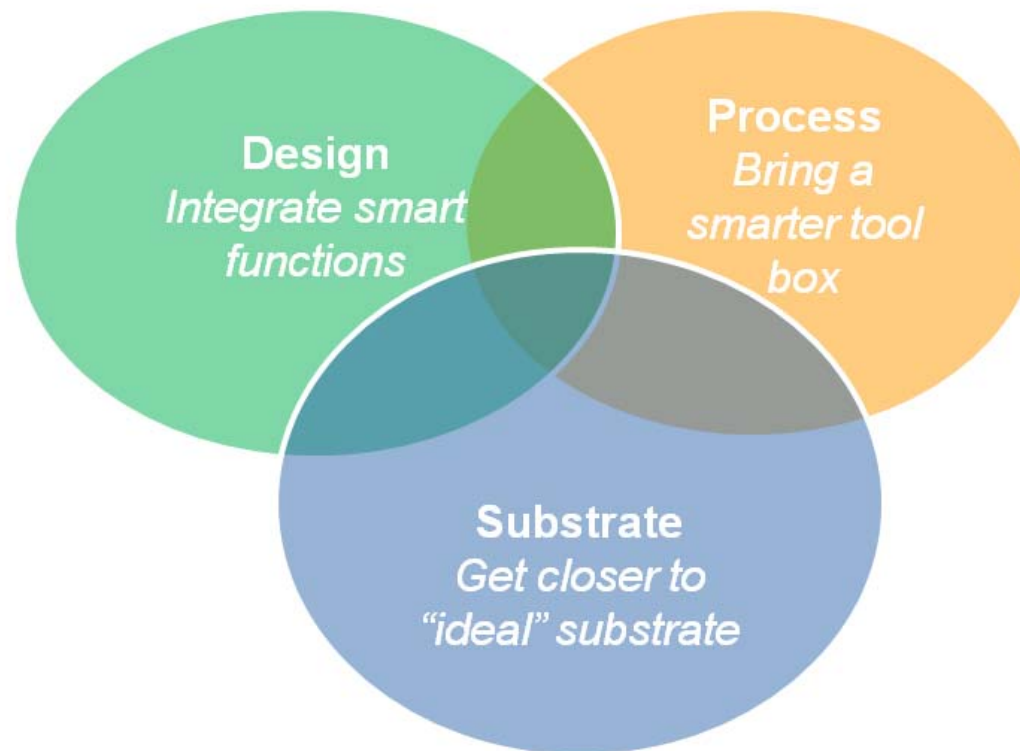 Design
Integrate smart
functions
Process
Bring a
smarter tool
box
Substrate
Get closer to
“ideal” substrate